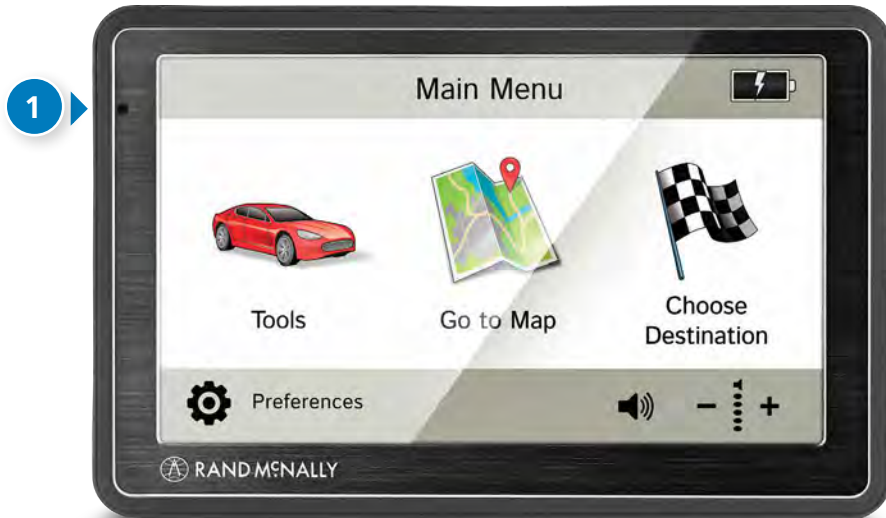 1
Main Menu
Tools
Go to Map
Choose
Destination
Preferences
- +
RAND MCNALLY